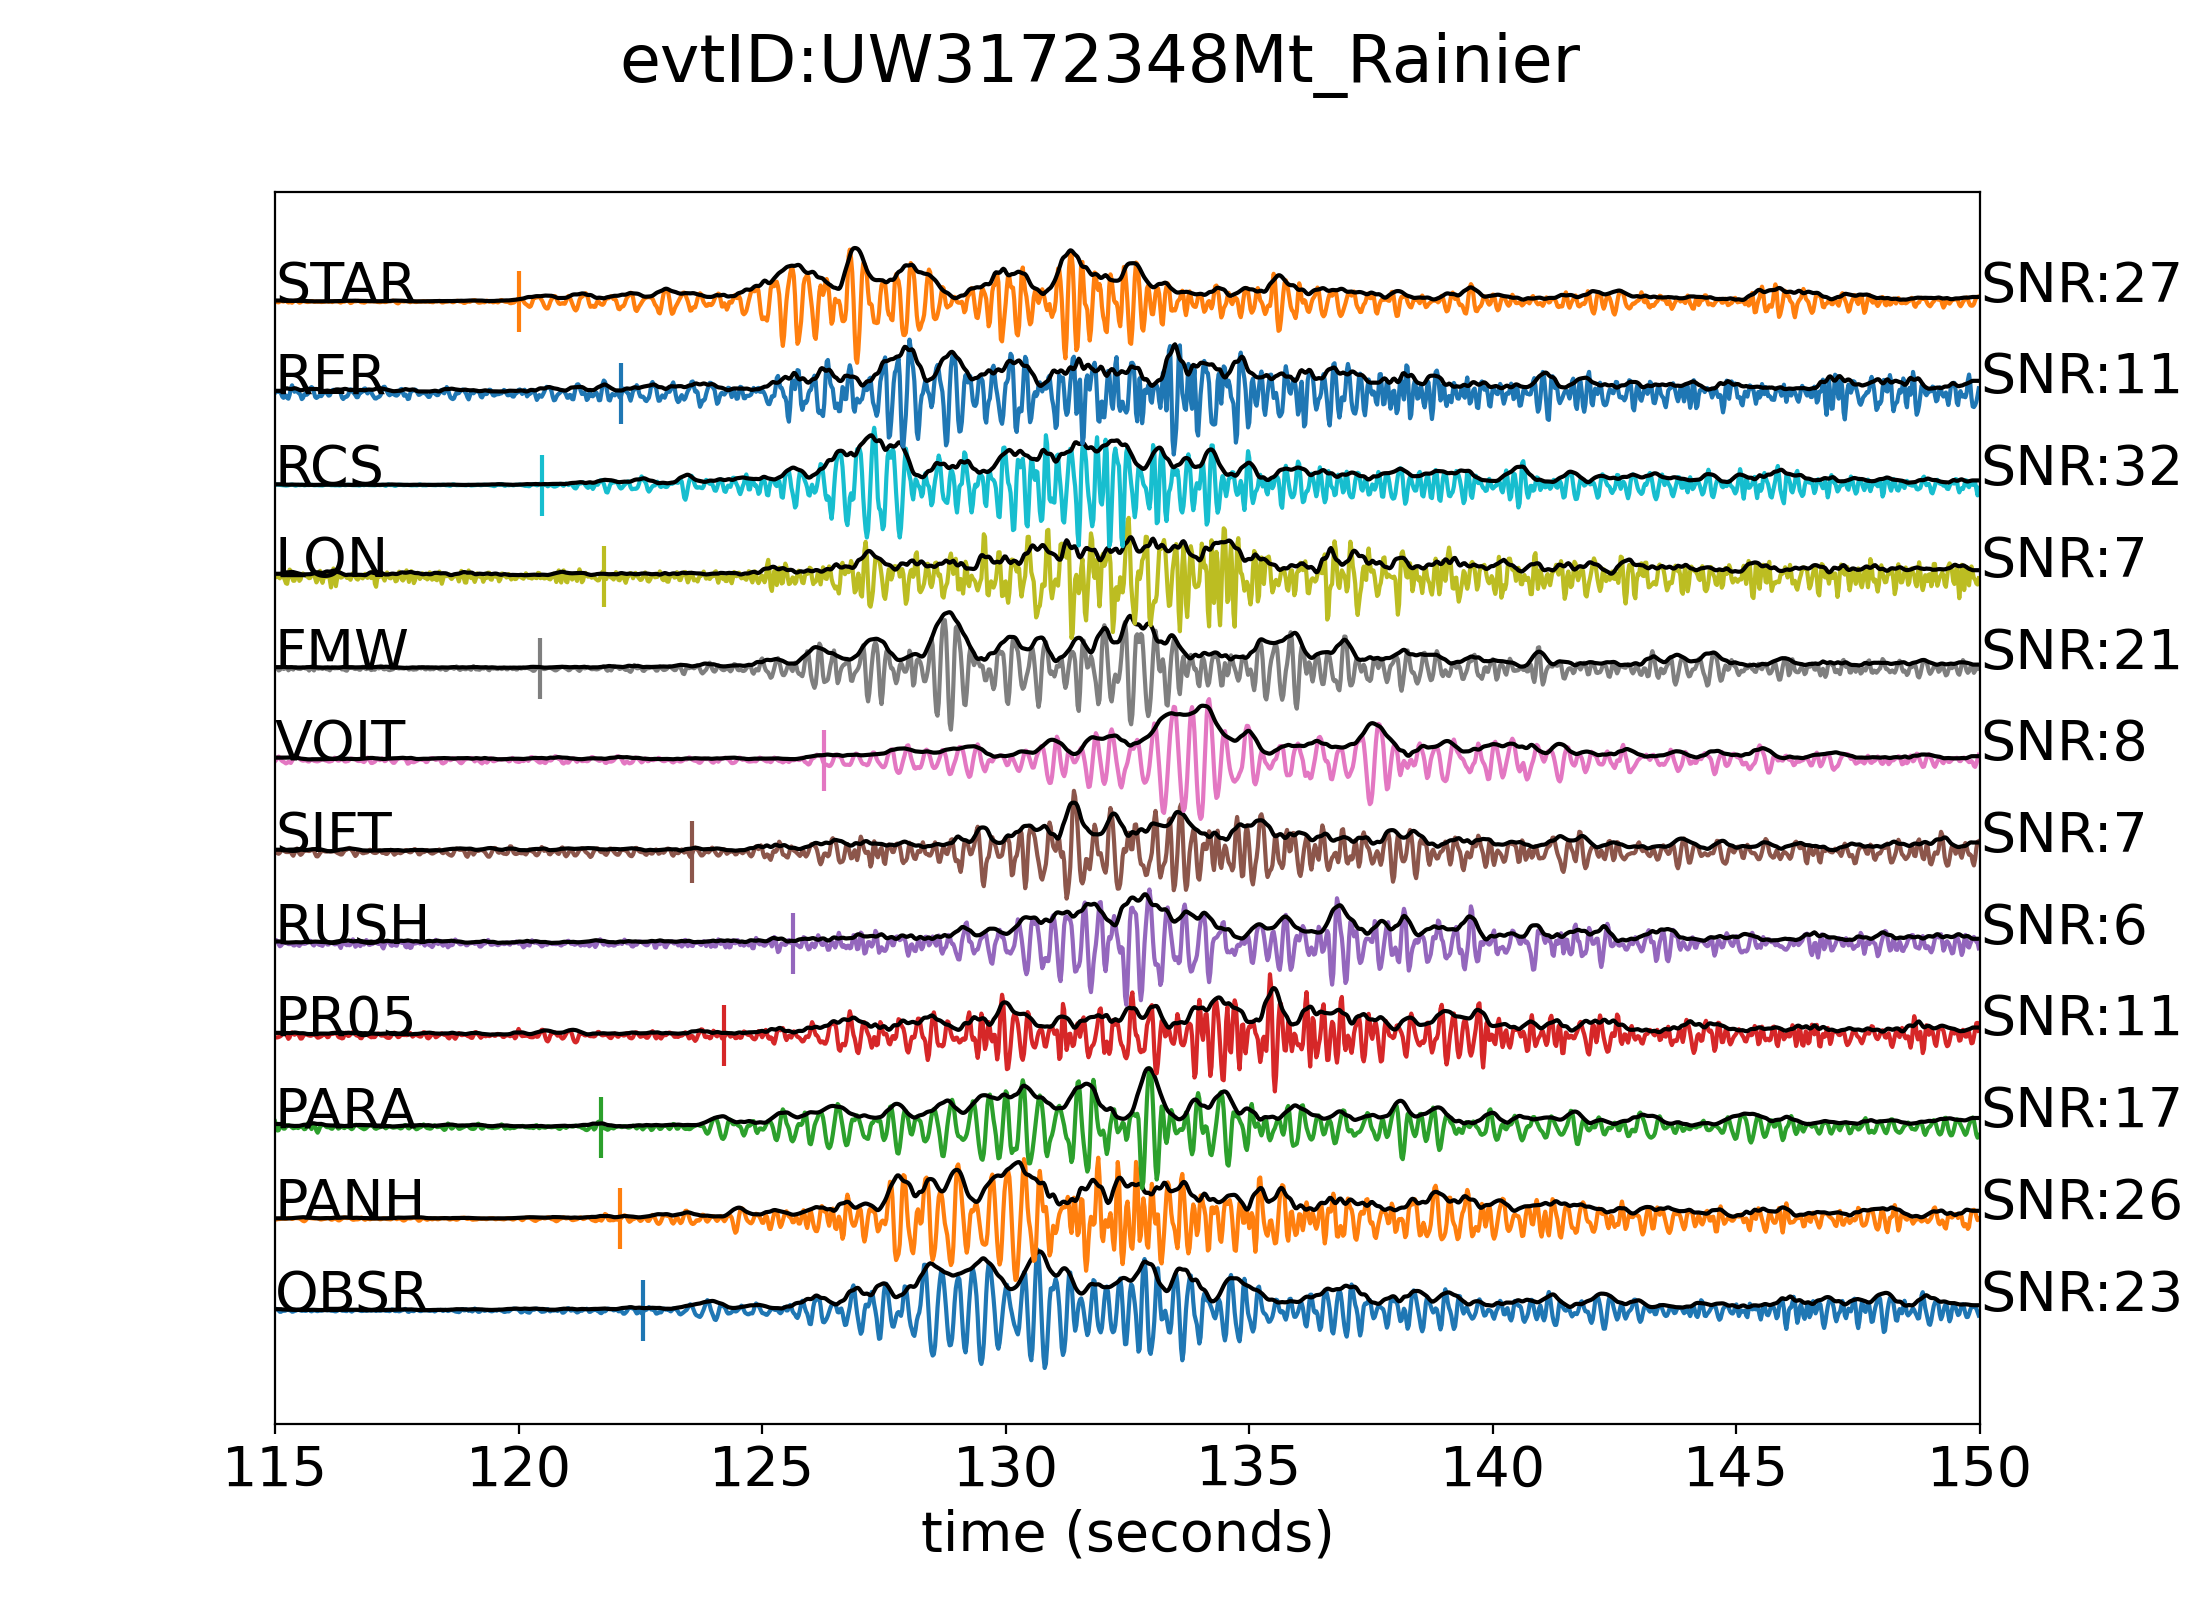 evtID:UW3172348Mt_Rainier
STAR SNR:27
RER SNR:11
RCS SNR:32
LON SNR:7
FMW SNR:21
VOIT SNR:8
SIFT SNR:7
RUSH SNR:6
PR05 SNR:11
PARA SNR:17
PANH SNR:26
OBSR SNR:23
115 120 125 130 135 140 145 150
time (seconds)